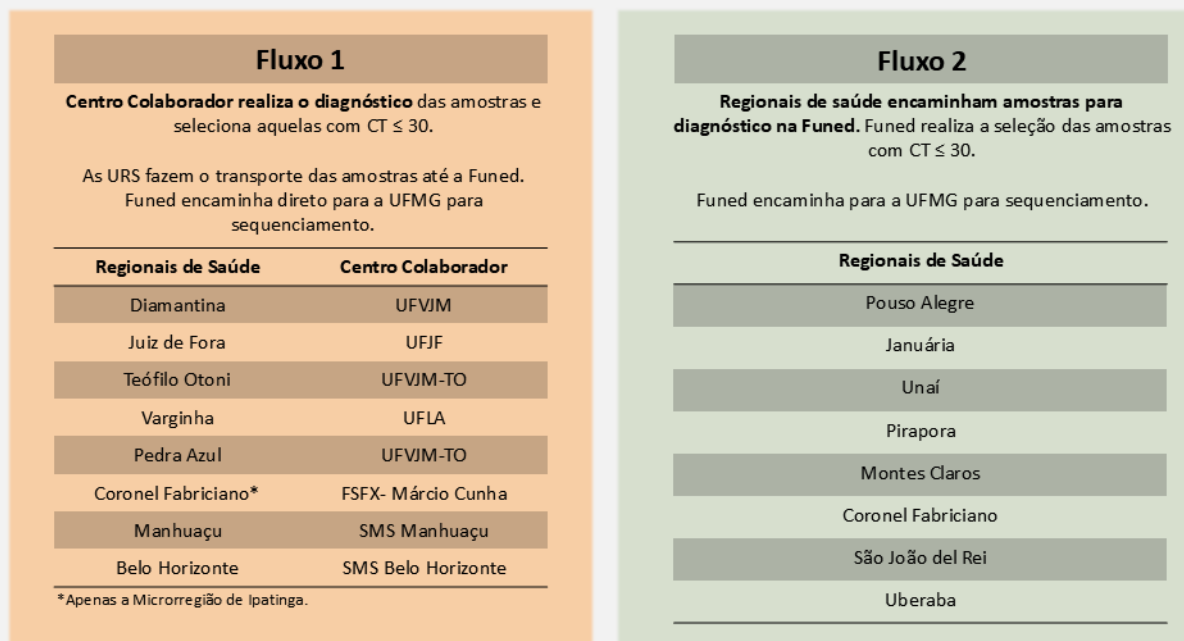 Fluxo 1
Centro Colaborador realiza o diagnóstico das amostras e
seleciona aquelas com CT ≤ 30.
As URS fazem o transporte das amostras até a Funed.
Funed encaminha direto para a UFMG para
sequenciamento.
Regionais de Saúde Centro Colaborador
Diamantina UFVJM
Juiz de Fora UFJF
Teófilo Otoni UFVJM-TO
Varginha UFLA
Pedra Azul UFVJM-TO
Coronel Fabriciano* FSFX- Márcio Cunha
Manhuaçu SMS Manhuaçu
Belo Horizonte SMS Belo Horizonte
*Apenas a Microrregião de Ipatinga.
Fluxo 2
Regionais de saúde encaminham amostras para
diagnóstico na Funed. Funed realiza a seleção das amostras
com CT ≤ 30.
Funed encaminha para a UFMG para sequenciamento.
Regionais de Saúde
Pouso Alegre
Januária
Unaí
Pirapora
Montes Claros
Coronel Fabriciano
São João del Rei
Uberaba